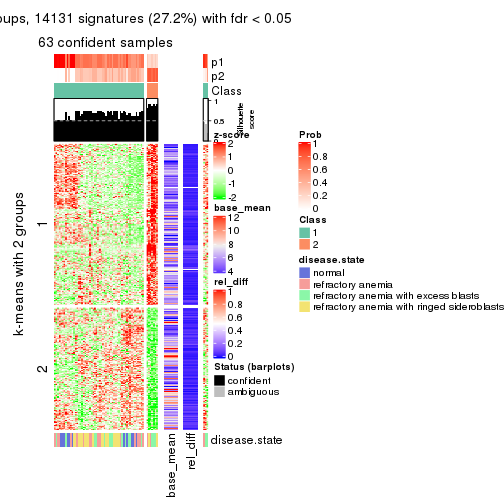 oups, 14131 signatures (27.2%) with fdr < 0.05
63 confident samples
p1
p2
Class
1
0.5
0
Silhouette
score
z-score
2
1
0
-1
-2
base_mean
12
10
8
6
4
rel_diff
1
0.8
0.6
0.4
0.2
0
Status (barplots)
confident
ambiguous
Prob
1
0.8
0.6
0.4
0.2
0
Class
1
2
disease.state
normal
refractory anemia
refractory anemia with excess blasts
refractory anemia with ringed sideroblasts
k-means with 2 groups
1
2
disease.state
base_mean
rel_diff